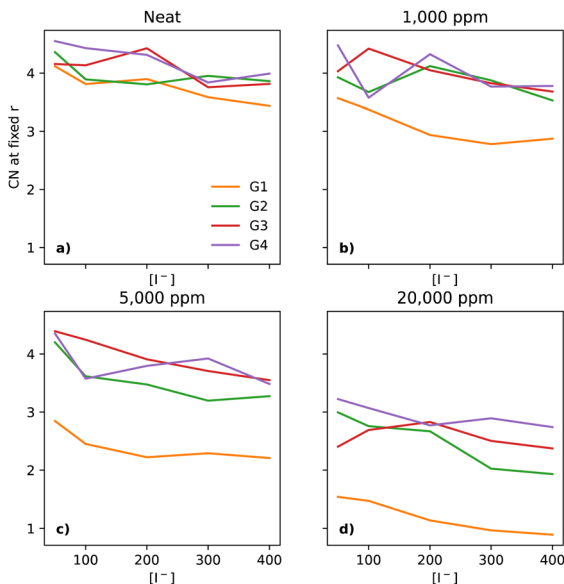 Neat
1,000 ppm
CN at fixed r
4
3
2
1
G1
G2
G3
G4
a)
b)
[I⁻]
[I⁻]
5,000 ppm
20,000 ppm
4
3
2
1
c)
d)
100 200 300 400
100 200 300 400
[I⁻]
[I⁻]